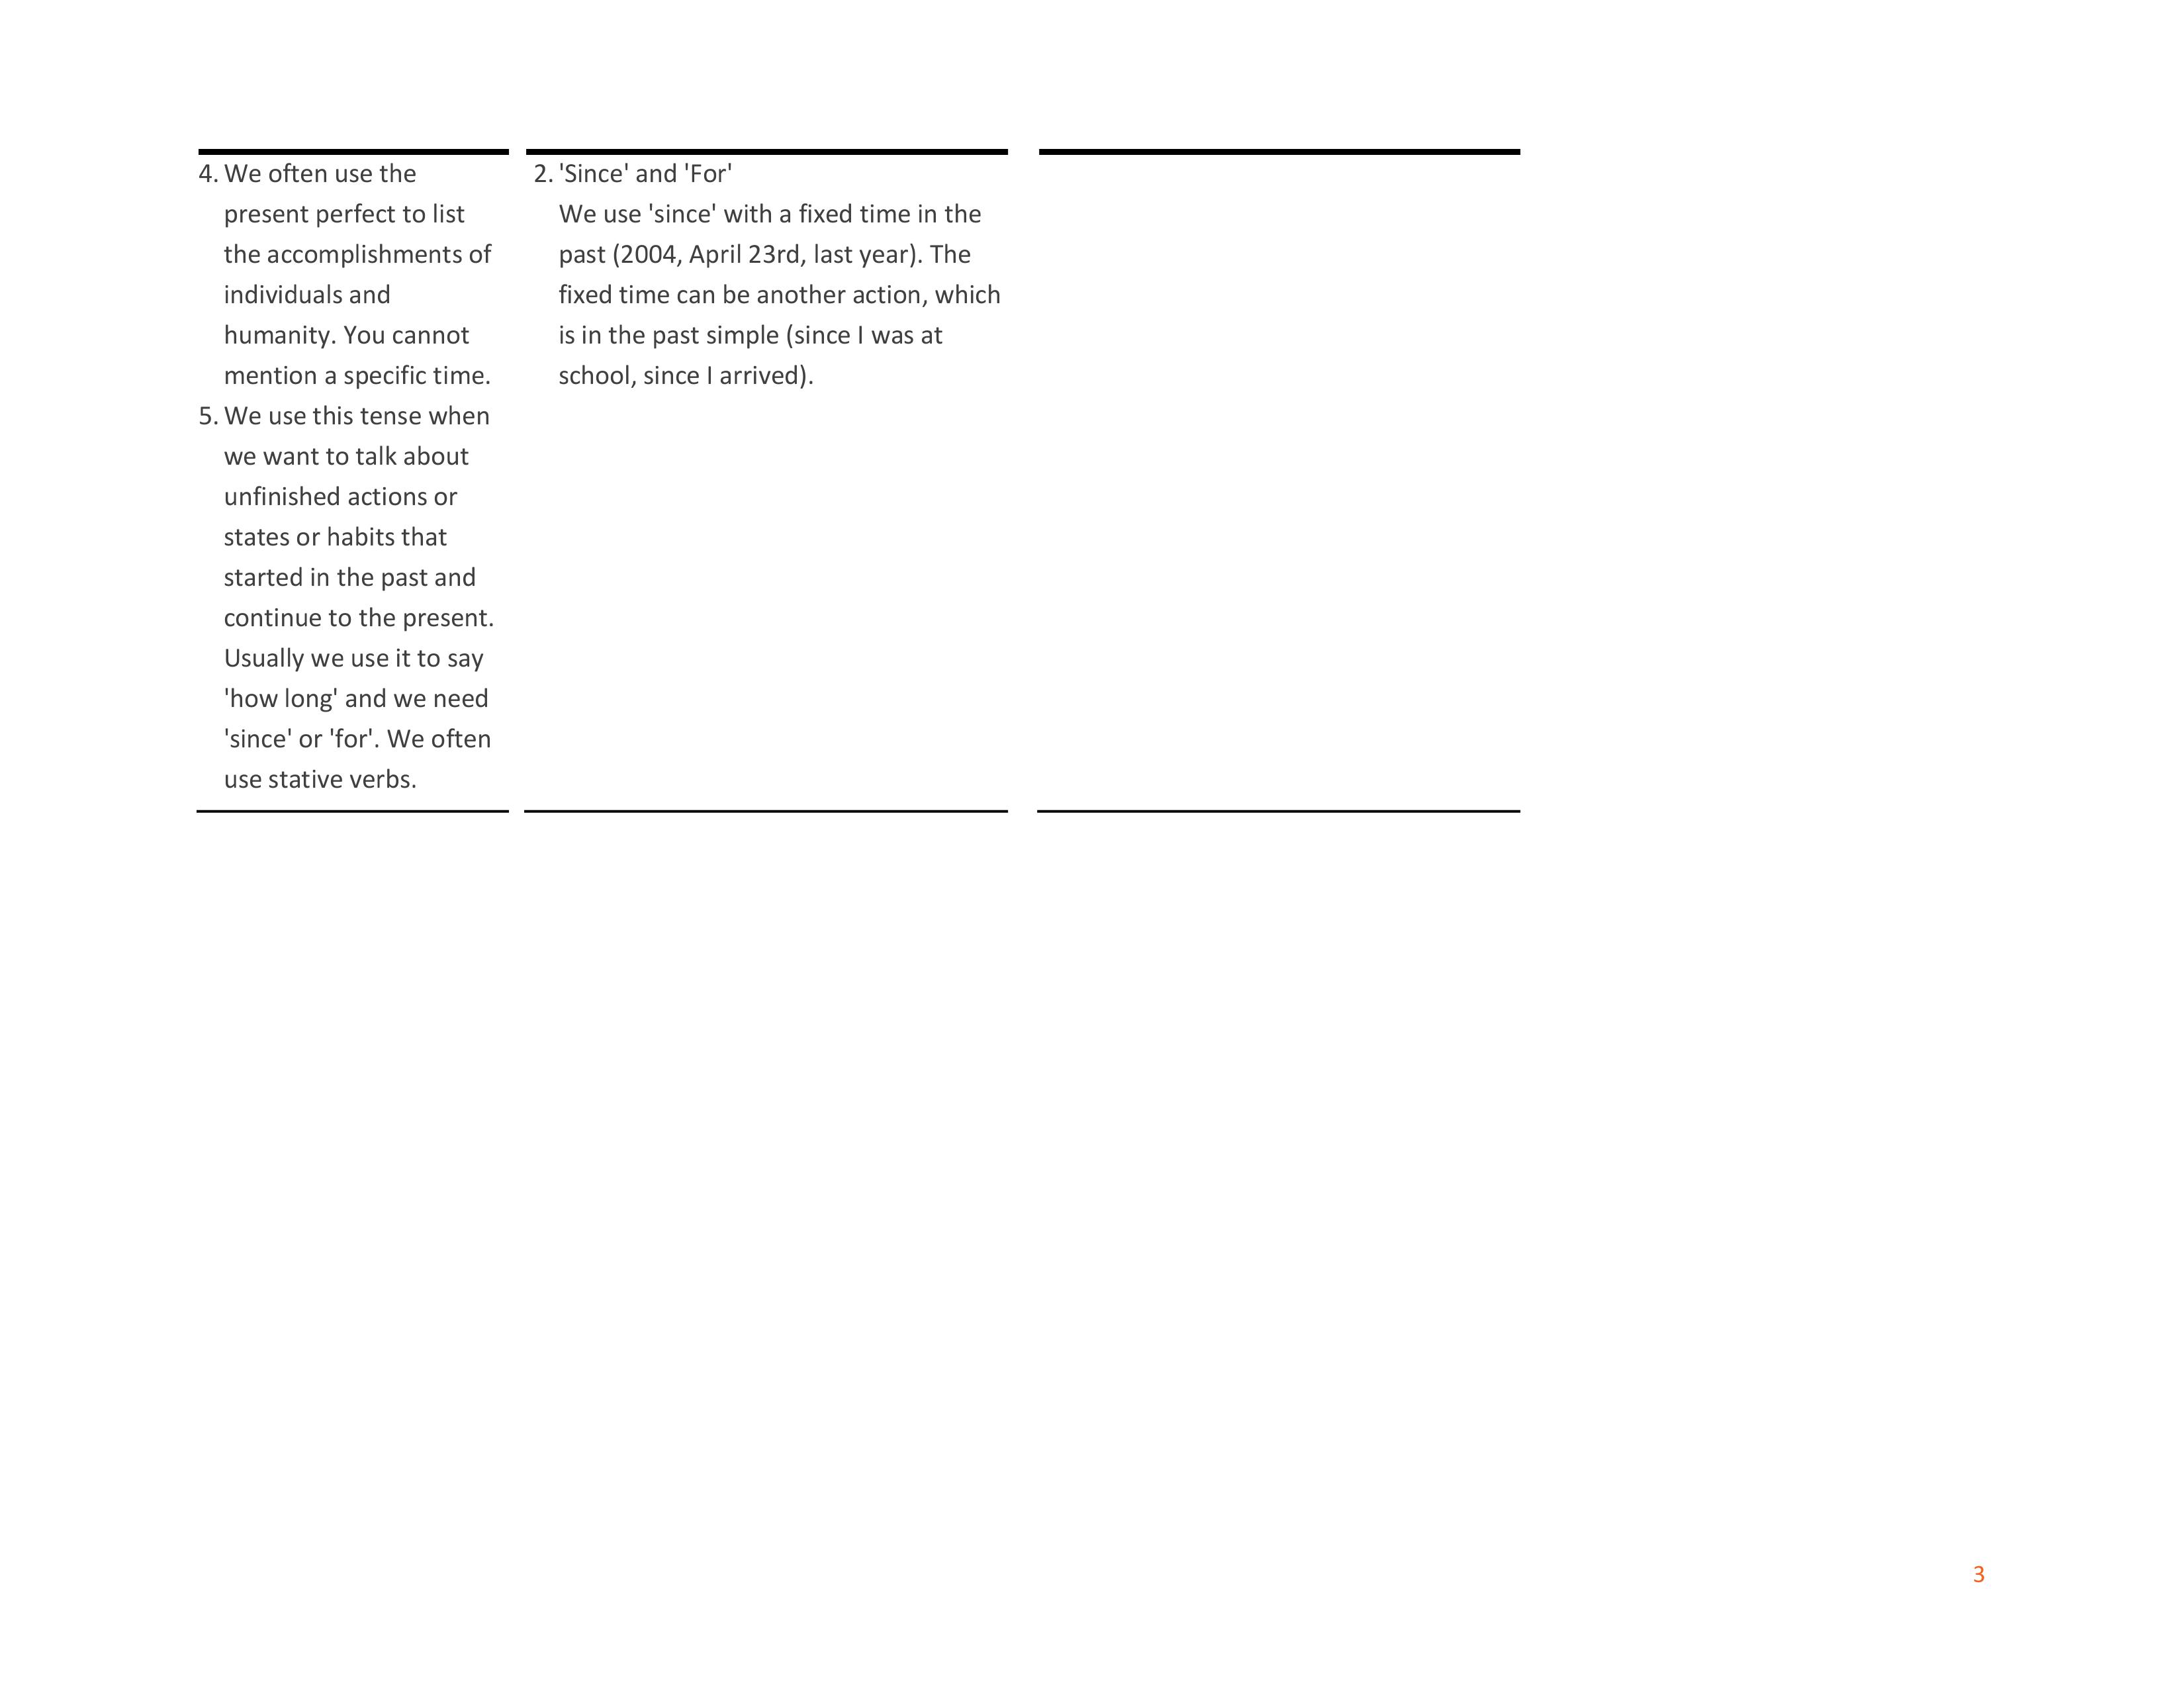 4. We often use the
present perfect to list
the accomplishments of
individuals and
humanity. You cannot
mention a specific time.
5. We use this tense when
we want to talk about
unfinished actions or
states or habits that
started in the past and
continue to the present.
Usually we use it to say
'how long' and we need
'since' or 'for'. We often
use stative verbs.
2. 'Since' and 'For'
We use 'since' with a fixed time in the
past (2004, April 23rd, last year). The
fixed time can be another action, which
is in the past simple (since I was at
school, since I arrived).
3